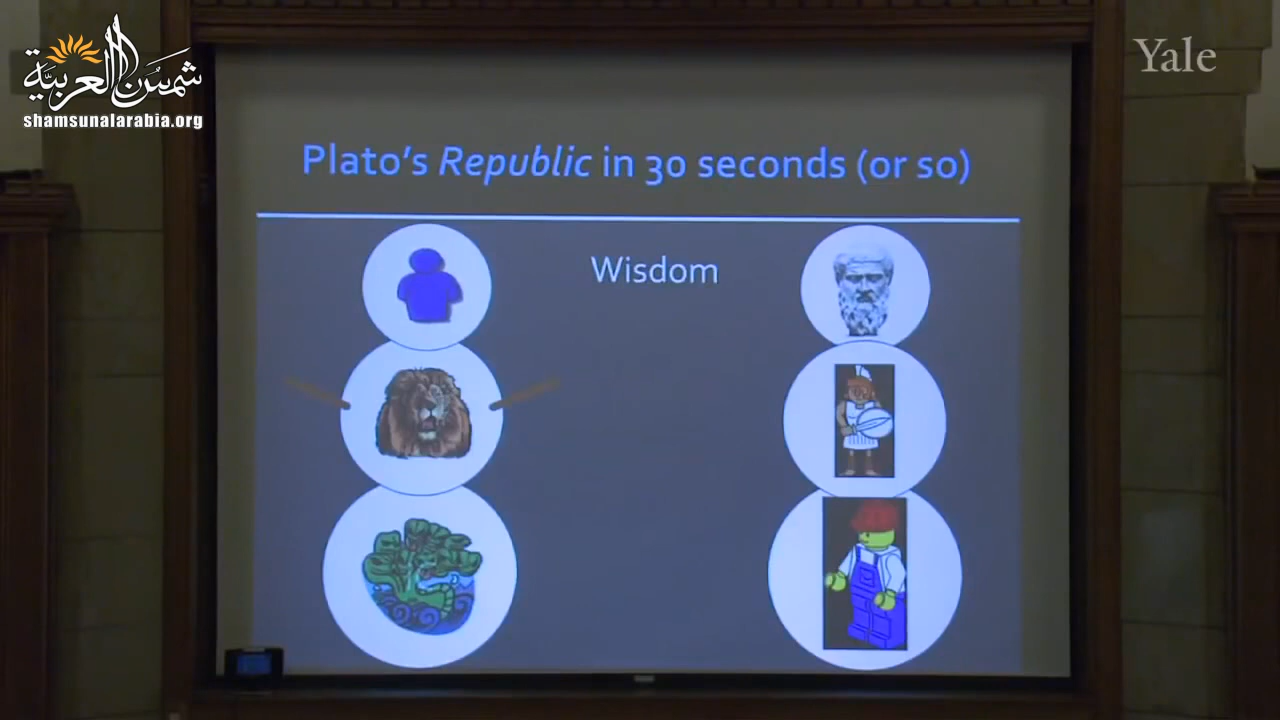 شمس العربية
shamsunalarabia.org
Yale
Plato's Republic in 30 seconds (or so)
Wisdom